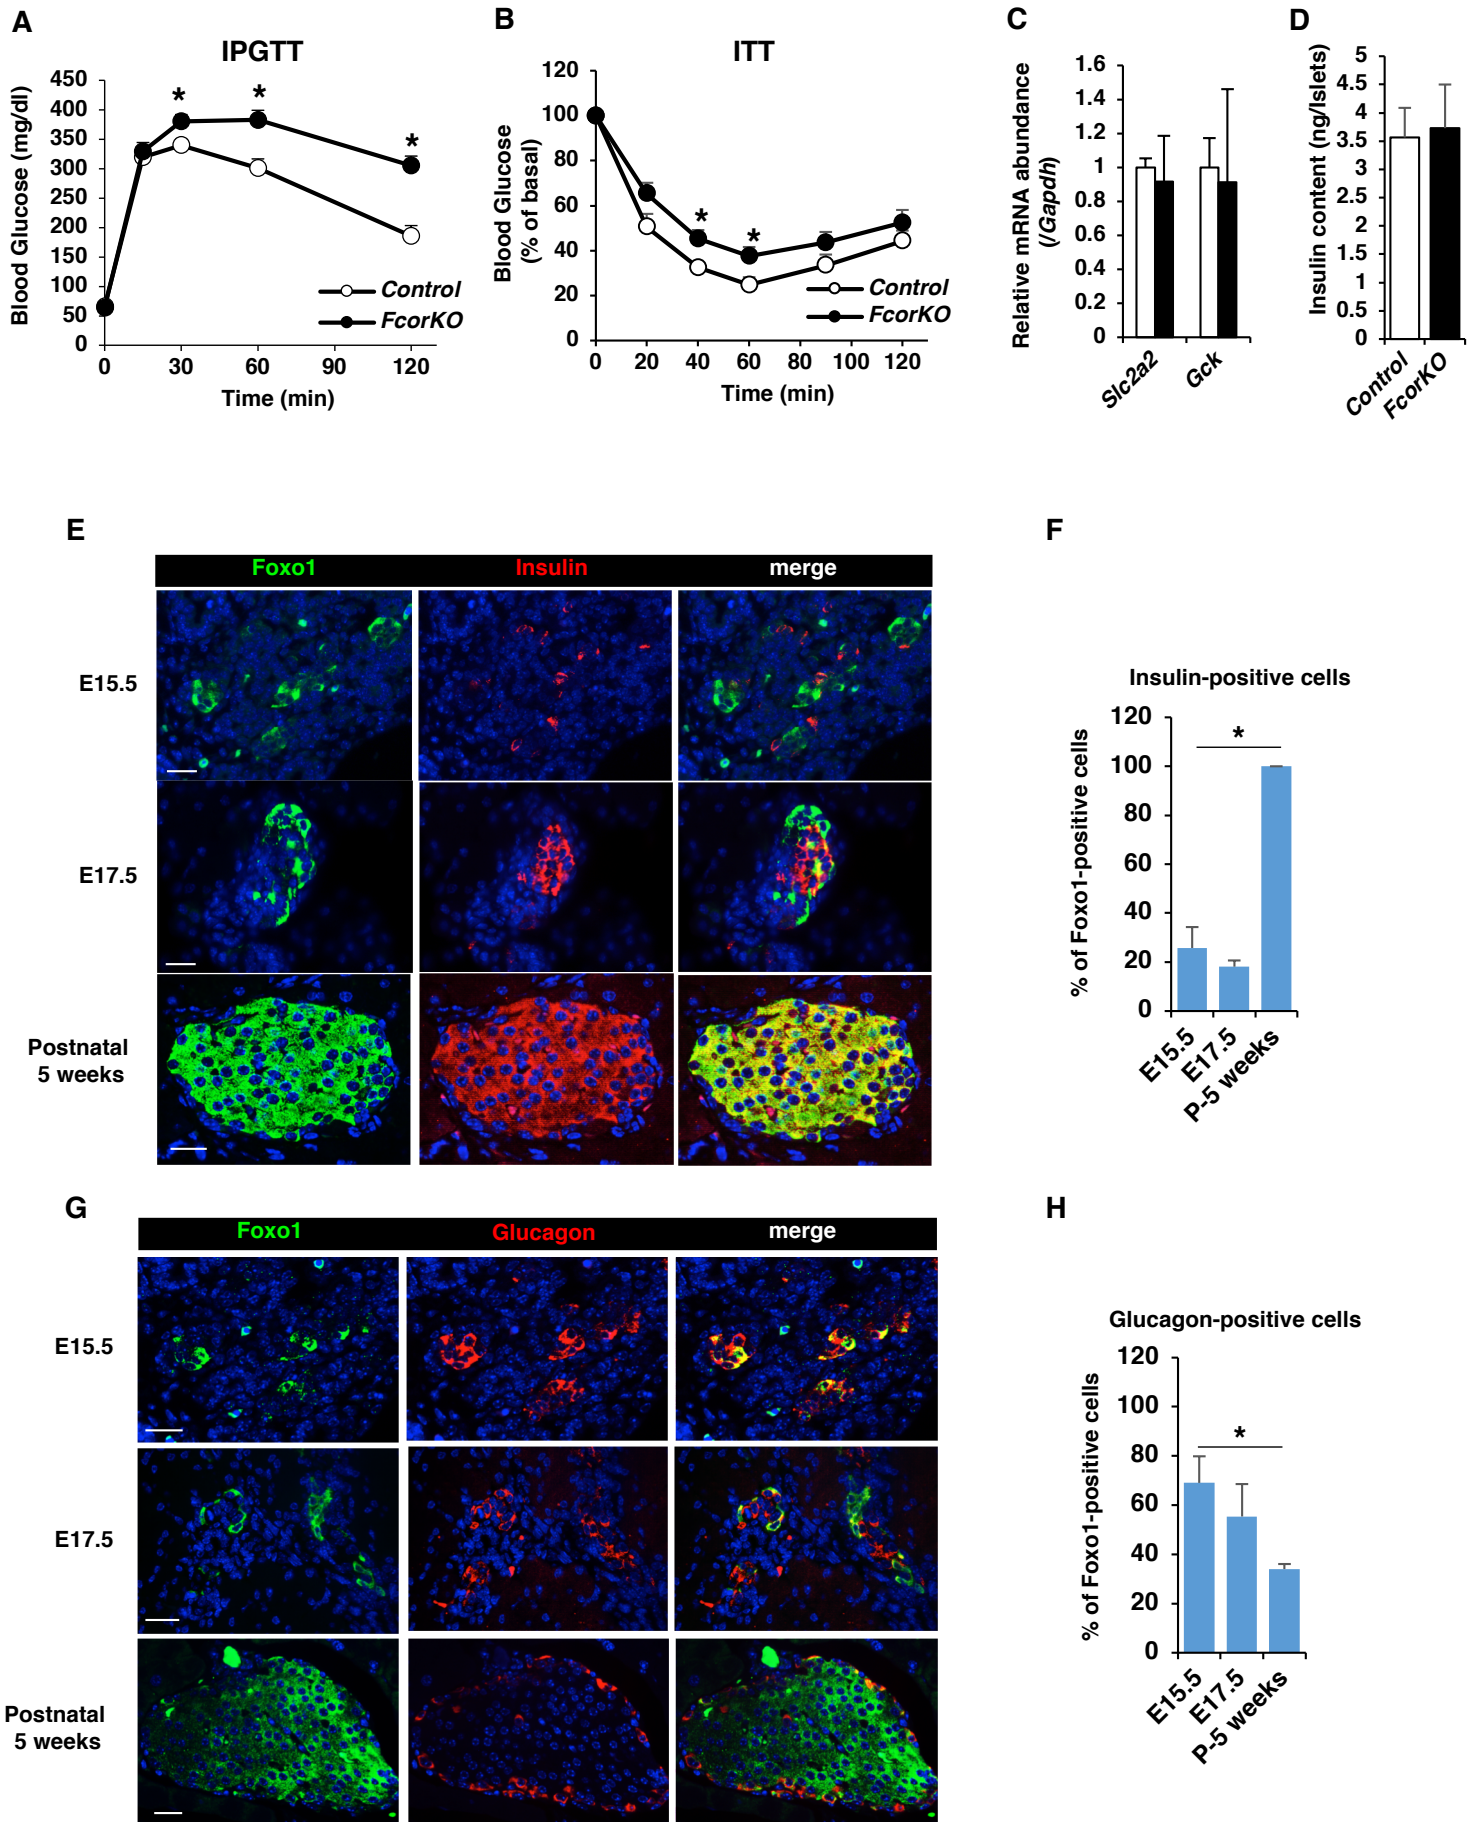 A
IPGTT
Blood Glucose (mg/dl)
450
400
350
300
250
200
150
100
50
0
* * *
Control
FcorKO
0 30 60 90 120
Time (min)
B
ITT
Blood Glucose
(% of basal)
120
100
80
60
40
20
0
* *
Control
FcorKO
0 20 40 60 80 100 120
Time (min)
C
Relative mRNA abundance
(/Gapdh)
1.6
1.4
1.2
1
0.8
0.6
0.4
0.2
0
Slc2a2
Gck
D
Insulin content (ng/Islets)
5
4.5
4
3.5
3
2.5
2
1.5
1
0.5
0
Control
FcorKO
E
Foxo1 Insulin merge
E15.5
E17.5
Postnatal
5 weeks
F
Insulin-positive cells
% of Foxo1-positive cells
120
100
80
60
40
20
0
*
E15.5
E17.5
P-5 weeks
G
Foxo1 Glucagon merge
E15.5
E17.5
Postnatal
5 weeks
H
Glucagon-positive cells
% of Foxo1-positive cells
120
100
80
60
40
20
0
*
E15.5
E17.5
P-5 weeks